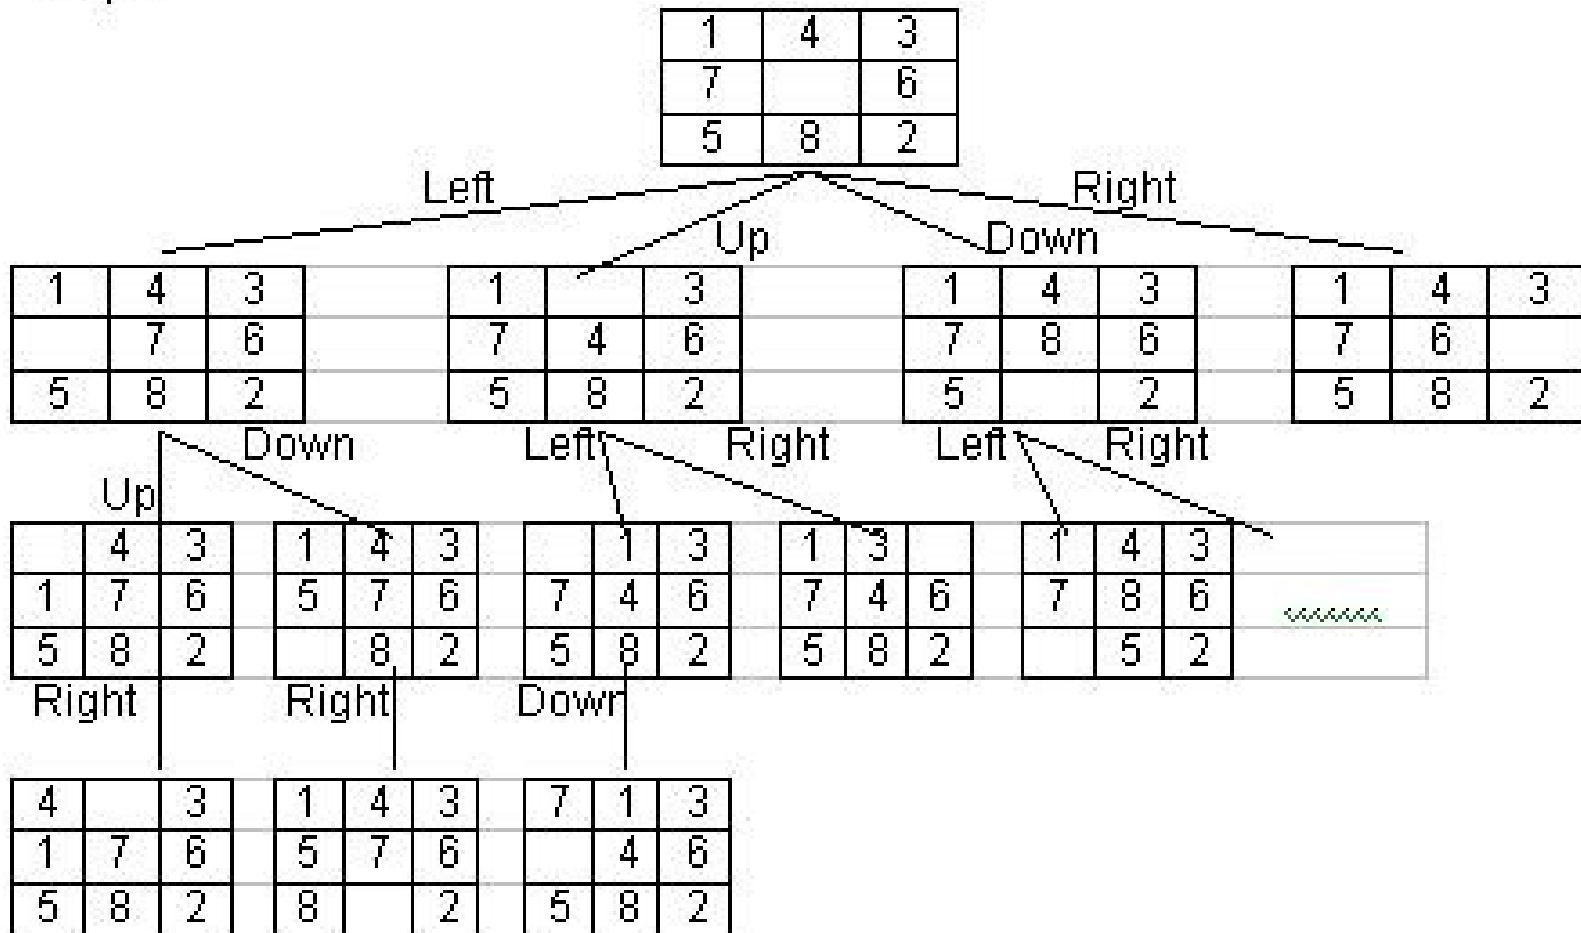 1 4 3
7 6
5 8 2
Left Right
Up Down
1 4 3 1 3 1 4 3 1 4 3
7 6 7 4 6 7 8 6 7 6
5 8 2 5 8 2 5 2 5 8 2
Down Left Right Left Right
Up
4 3 1 4 3 1 3 1 3 1 4 3
1 7 6 5 7 6 7 4 6 7 4 6 7 8 6
5 8 2 8 2 5 8 2 5 8 2 5 2
Right Right Down
4 3 1 4 3 7 1 3
1 7 6 5 7 6 4 6
5 8 2 8 2 5 8 2